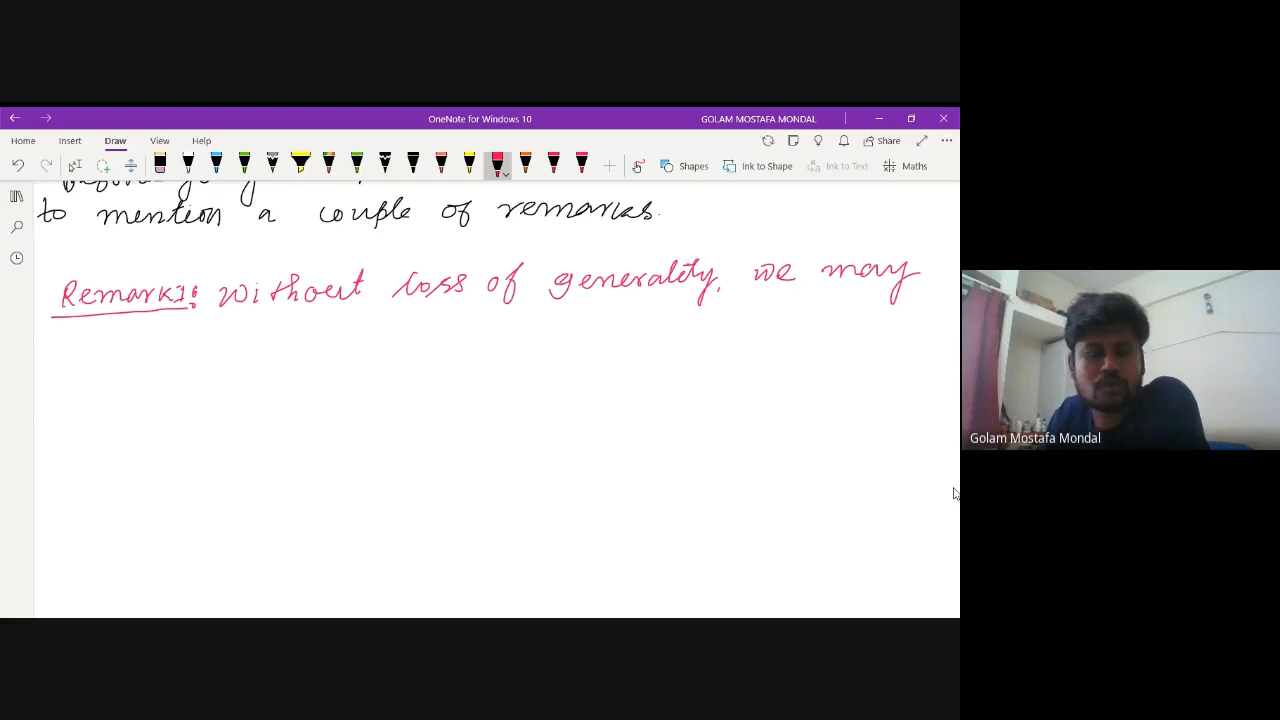 OneNote for Windows 10
GOLAM MOSTAFA MONDAL
Home Insert Draw View Help
Share
Shapes Ink to Shape Ink to Text Maths
to mention a couple of remarks.
Remark1: Without loss of generality, we may
Golam Mostafa Mondal